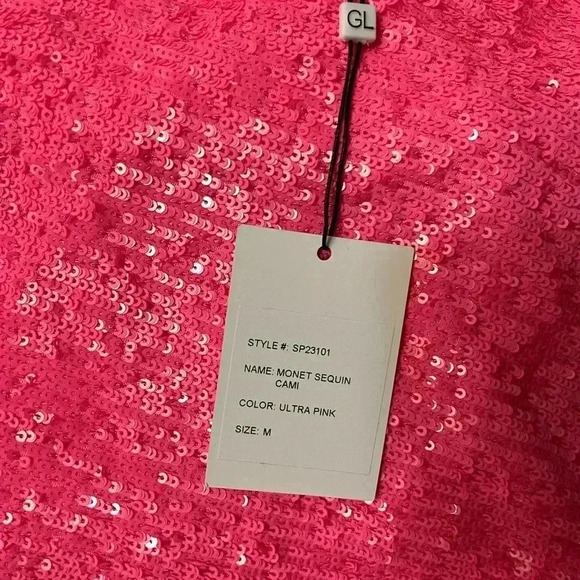 GL
STYLE #: SP23101
NAME: MONET SEQUIN
CAMI
COLOR: ULTRA PINK
SIZE: M